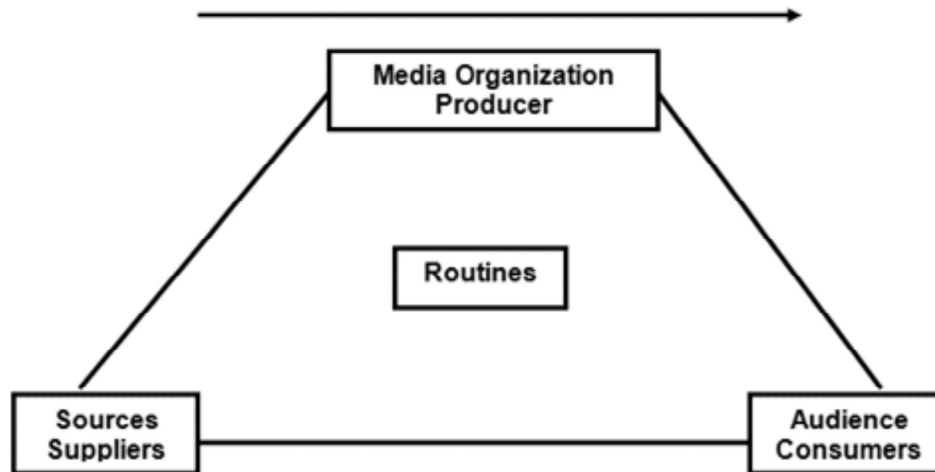 Media Organization
Producer
Routines
Sources
Suppliers
Audience
Consumers